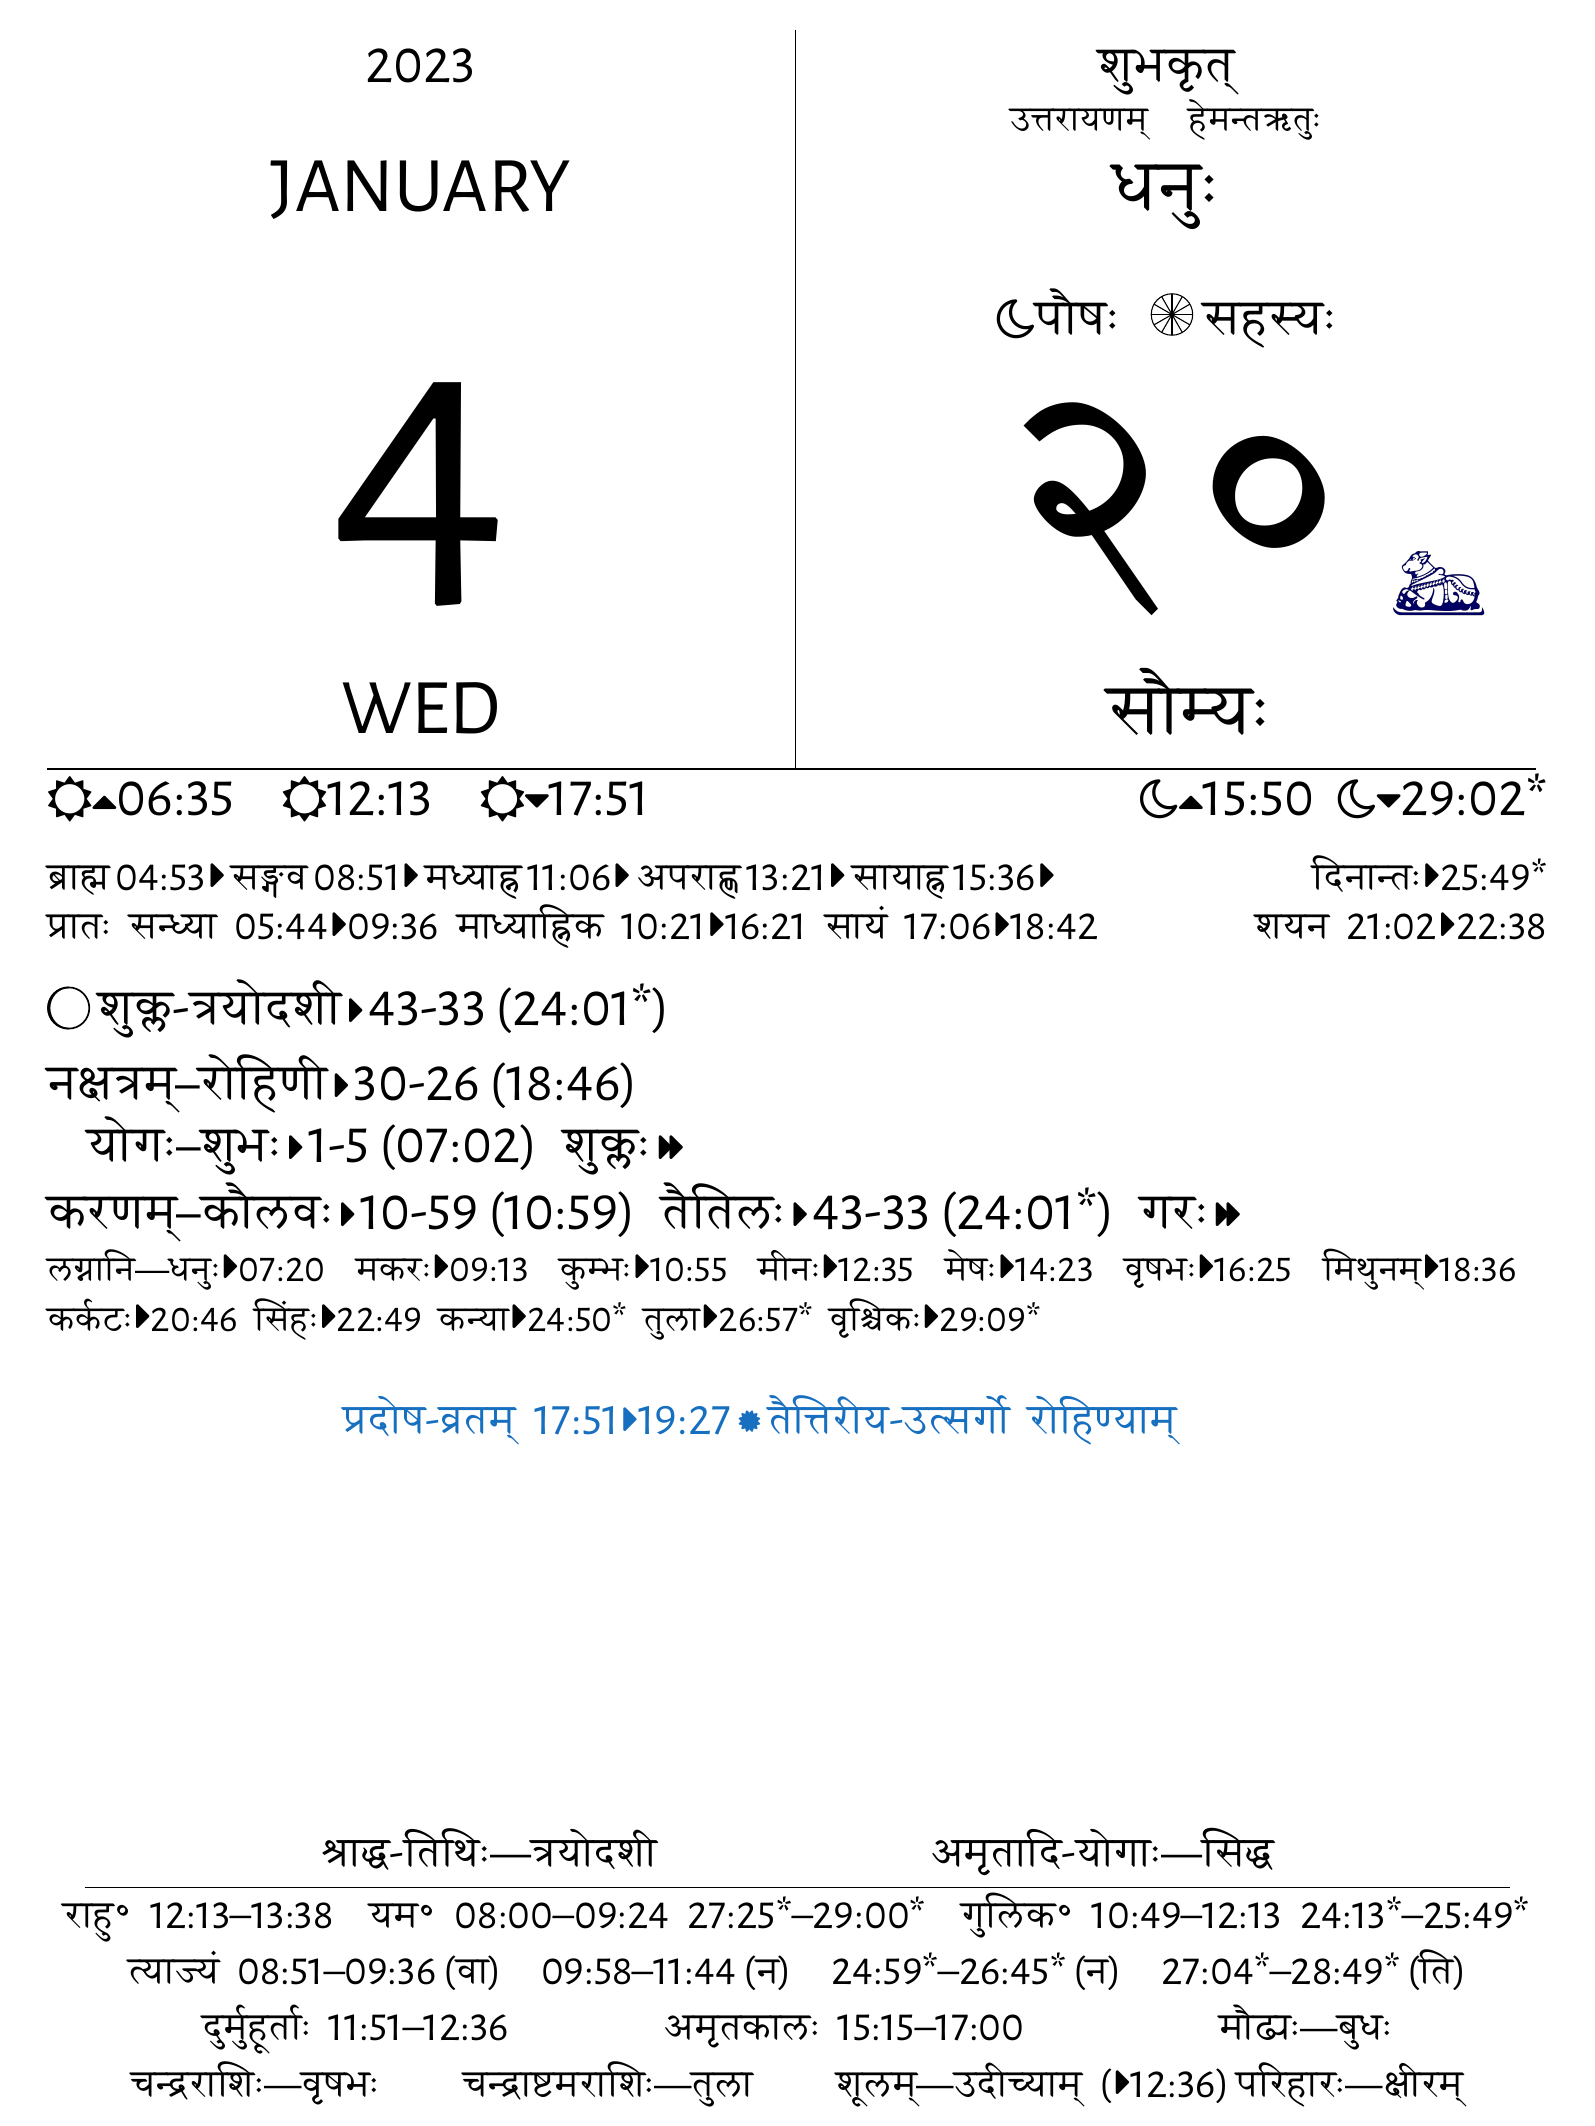 2023
JANUARY
4
WED
शुभकृत्
उत्तरायणम् हेमन्तऋतुः
धनुः
पौषः सहस्यः
२०
सौम्यः
06:35 12:13 17:51 15:50 29:02*
ब्राह्म 04:53 सङ्गव 08:51 मध्याह्न 11:06 अपराह्ण 13:21 सायाह्न 15:36 दिनान्तः 25:49*
प्रातः सन्ध्या 05:44 09:36 माध्याह्निक 10:21 16:21 सायं 17:06 18:42 शयन 21:02 22:38
शुक्ल-त्रयोदशी 43-33 (24:01*)
नक्षत्रम्–रोहिणी 30-26 (18:46)
योगः–शुभः 1-5 (07:02) शुक्लः
करणम्–कौलवः 10-59 (10:59) तैतिलः 43-33 (24:01*) गरः
लग्नानि—धनुः 07:20 मकरः 09:13 कुम्भः 10:55 मीनः 12:35 मेषः 14:23 वृषभः 16:25 मिथुनम् 18:36
कर्कटः 20:46 सिंहः 22:49 कन्या 24:50* तुला 26:57* वृश्चिकः 29:09*
प्रदोष-व्रतम् 17:51 19:27 तैत्तिरीय-उत्सर्गो रोहिण्याम्
श्राद्ध-तिथिः—त्रयोदशी अमृतादि-योगाः—सिद्ध
राहु॰ 12:13–13:38 यम॰ 08:00–09:24 27:25*–29:00* गुलिक॰ 10:49–12:13 24:13*–25:49*
त्याज्यं 08:51–09:36 (वा) 09:58–11:44 (न) 24:59*–26:45* (न) 27:04*–28:49* (ति)
दुर्मुहूर्ताः 11:51–12:36 अमृतकालः 15:15–17:00 मौढ्यः—बुधः
चन्द्रराशिः—वृषभः चन्द्राष्टमराशिः—तुला शूलम्—उदीच्याम् (12:36) परिहारः—क्षीरम्